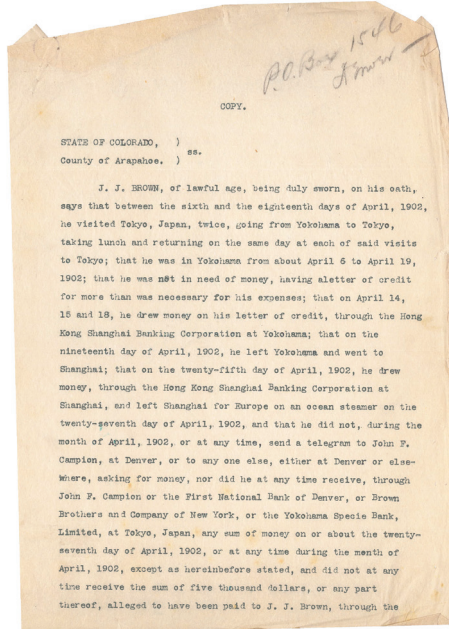 P.O. Box 1546
Denver
COPY.
STATE OF COLORADO, )
ss.
County of Arapahoe. )
J. J. BROWN, of lawful age, being duly sworn, on his oath,
says that between the sixth and the eighteenth days of April, 1902,
he visited Tokyo, Japan, twice, going from Yokohama to Tokyo,
taking lunch and returning on the same day at each of said visits
to Tokyo; that he was in Yokohama from about April 6 to April 19,
1902; that he was not in need of money, having aletter of credit
for more than was necessary for his expenses; that on April 14,
15 and 18, he drew money on his letter of credit, through the Hong
Kong Shanghai Banking Corporation at Yokohama; that on the
nineteenth day of April, 1902, he left Yokohama and went to
Shanghai; that on the twenty-fifth day of April, 1902, he drew
money, through the Hong Kong Shanghai Banking Corporation at
Shanghai, and left Shanghai for Europe on an ocean steamer on the
twenty-seventh day of April, 1902, and that he did not, during the
month of April, 1902, or at any time, send a telegram to John F.
Campion, at Denver, or to any one else, either at Denver or else-
where, asking for money, nor did he at any time receive, through
John F. Campion or the First National Bank of Denver, or Brown
Brothers and Company of New York, or the Yokohama Specie Bank,
Limited, at Tokyo, Japan, any sum of money on or about the twenty-
seventh day of April, 1902, or at any time during the month of
April, 1902, except as hereinbefore stated, and did not at any
time receive the sum of five thousand dollars, or any part
thereof, alleged to have been paid to J. J. Brown, through the